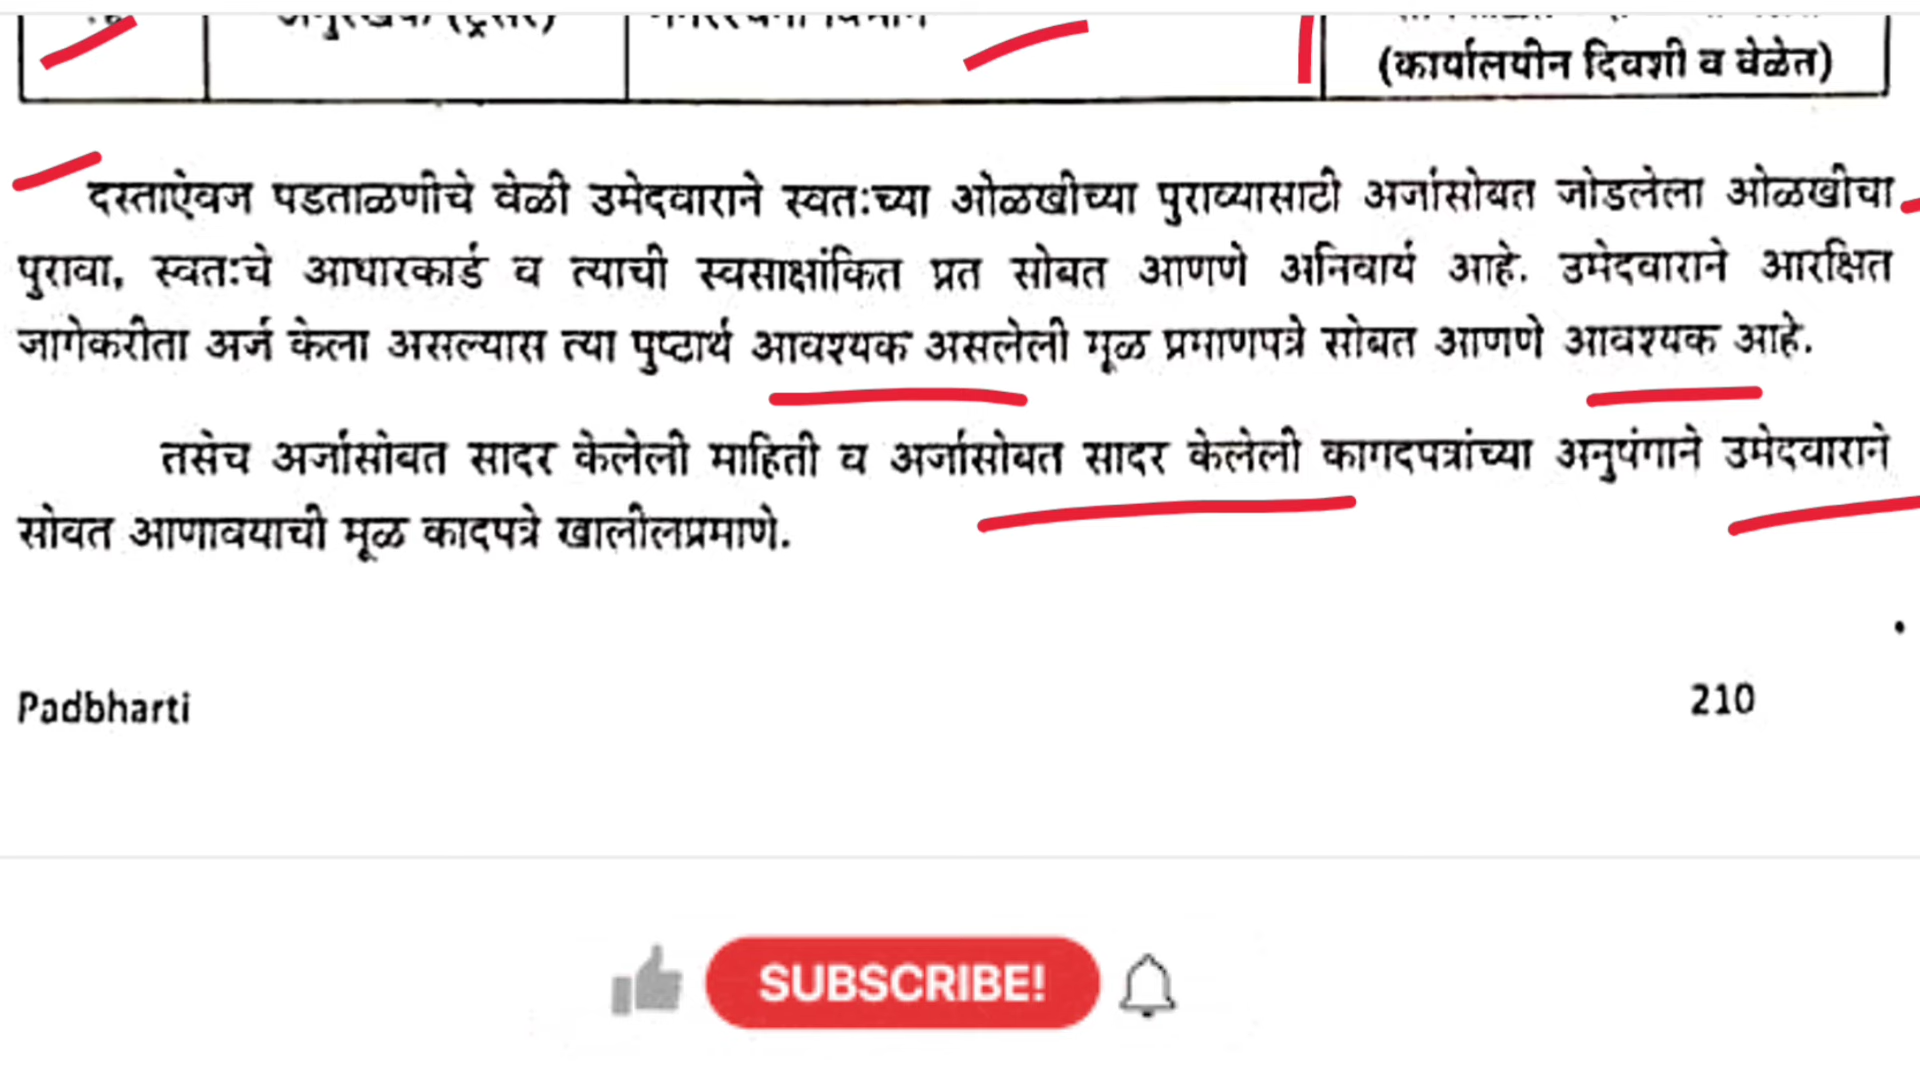 (ट्रेसर)
(कार्यालयीन दिवशी व वेळेत)
दस्ताऐवज पडताळणीचे वेळी उमेदवाराने स्वत:च्या ओळखीच्या पुराव्यासाटी अर्जासोबत जोडलेला ओळखीचा
पुरावा, स्वत:चे आधारकार्ड व त्याची स्वसाक्षांकित प्रत सोबत आणणे अनिवार्य आहे. उमेदवाराने आरक्षित
जागेकरीता अर्ज केला असल्यास त्या पुष्टार्थ आवश्यक असलेली मूळ प्रमाणपत्रे सोबत आणणे आवश्यक आहे.
तसेच अर्जासोबत सादर केलेली माहिती व अर्जासोबत सादर केलेली कागदपत्रांच्या अनुषंगाने उमेदवाराने
सोबत आणावयाची मूळ कादपत्रे खालीलप्रमाणे.
Padbharti 210
SUBSCRIBE!